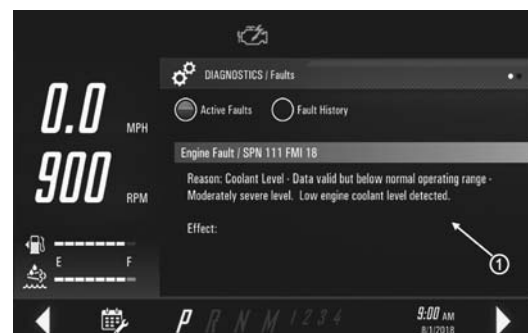 DIAGNOSTICS / Faults
Active Faults Fault History
0.0 MPH
Engine Fault / SPN 111 FMI 18
Reason: Coolant Level - Data valid but below normal operating range -
Moderately severe level. Low engine coolant level detected.
900 RPM
Effect:
E F
1
P R N M 1 2 3 4
9:00 AM
8/1/2018